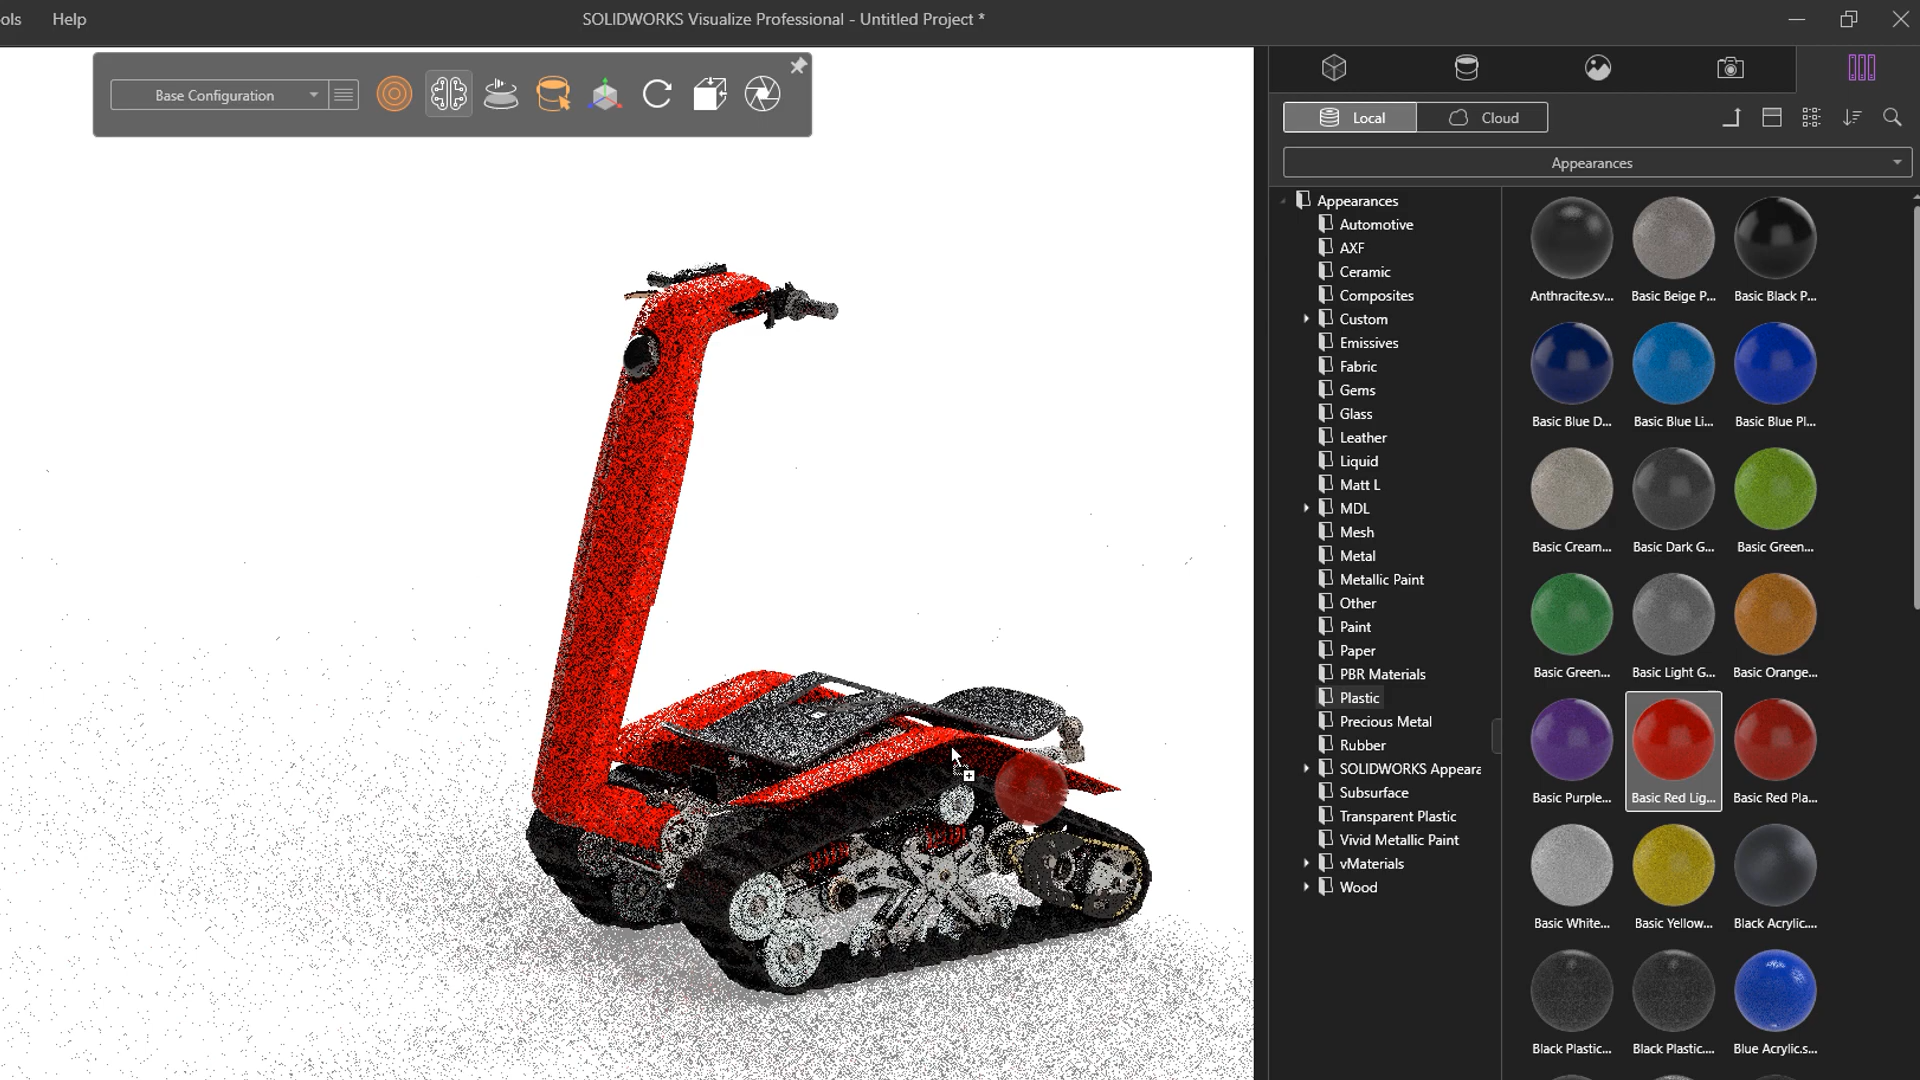 ols Help
SOLIDWORKS Visualize Professional - Untitled Project *
Base Configuration
Local Cloud
Appearances
Appearances
Automotive
AXF
Ceramic
Composites
Custom
Emissives
Fabric
Gems
Glass
Leather
Liquid
Matt L
MDL
Mesh
Metal
Metallic Paint
Other
Paint
Paper
PBR Materials
Plastic
Precious Metal
Rubber
SOLIDWORKS Appeara
Subsurface
Transparent Plastic
Vivid Metallic Paint
vMaterials
Wood
Anthracite.sv... Basic Beige P... Basic Black P...
Basic Blue D... Basic Blue Li... Basic Blue Pl...
Basic Cream... Basic Dark G... Basic Green...
Basic Green... Basic Light G... Basic Orange...
Basic Purple... Basic Red Lig... Basic Red Pla...
Basic White... Basic Yellow... Black Acrylic....
Black Plastic... Black Plastic.... Blue Acrylic.s...